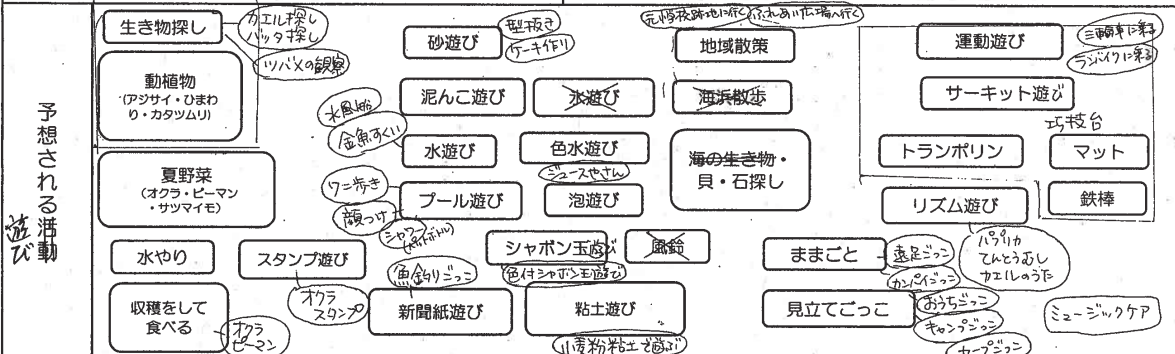 予想される活動
遊び
生き物探し
カエル探し
バッタ探し
ツバメの観察
動植物
(アジサイ・ひまわ
り・カタツムリ)
夏野菜
(オクラ・ピーマン
・サツマイモ)
水やり
スタンプ遊び
オクラ
スタンプ
収穫をして
食べる
オクラ
ピーマン
砂遊び
型抜き
ケーキ作り
泥んこ遊び
水遊び
水風船
金魚すくい
水遊び
色水遊び
ジュースやさん
ワニ歩き
顔つけ
シャワー
(ペットボトル)
プール遊び
泡遊び
シャボン玉遊び
色付シャボン玉遊び
風鈴
魚釣りごっこ
新聞紙遊び
粘土遊び
小麦粉粘土で遊ぶ
ふれあい広場へ行く
地域散策
海浜散歩
海の生き物・
貝・石探し
運動遊び
三輪車に乗る
ランバイクに乗る
サーキット遊び
巧技台
トランポリン
マット
鉄棒
リズム遊び
パプリカ
てんとうむし
カエルのうた
ままごと
遠足ごっこ
カンパイごっこ
見立てごっこ
おうちごっこ
キャンプごっこ
ミュージックケア